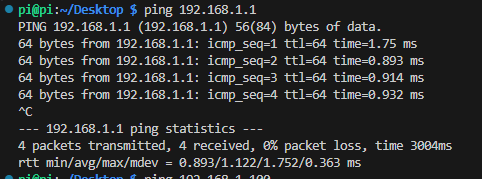 pi@pi:~/Desktop $ ping 192.168.1.1
PING 192.168.1.1 (192.168.1.1) 56(84) bytes of data.
64 bytes from 192.168.1.1: icmp_seq=1 ttl=64 time=1.75 ms
64 bytes from 192.168.1.1: icmp_seq=2 ttl=64 time=0.893 ms
64 bytes from 192.168.1.1: icmp_seq=3 ttl=64 time=0.914 ms
64 bytes from 192.168.1.1: icmp_seq=4 ttl=64 time=0.932 ms
^C
--- 192.168.1.1 ping statistics ---
4 packets transmitted, 4 received, 0% packet loss, time 3004ms
rtt min/avg/max/mdev = 0.893/1.122/1.752/0.363 ms
pi@pi:~/Desktop $ ping 192.168.1.100